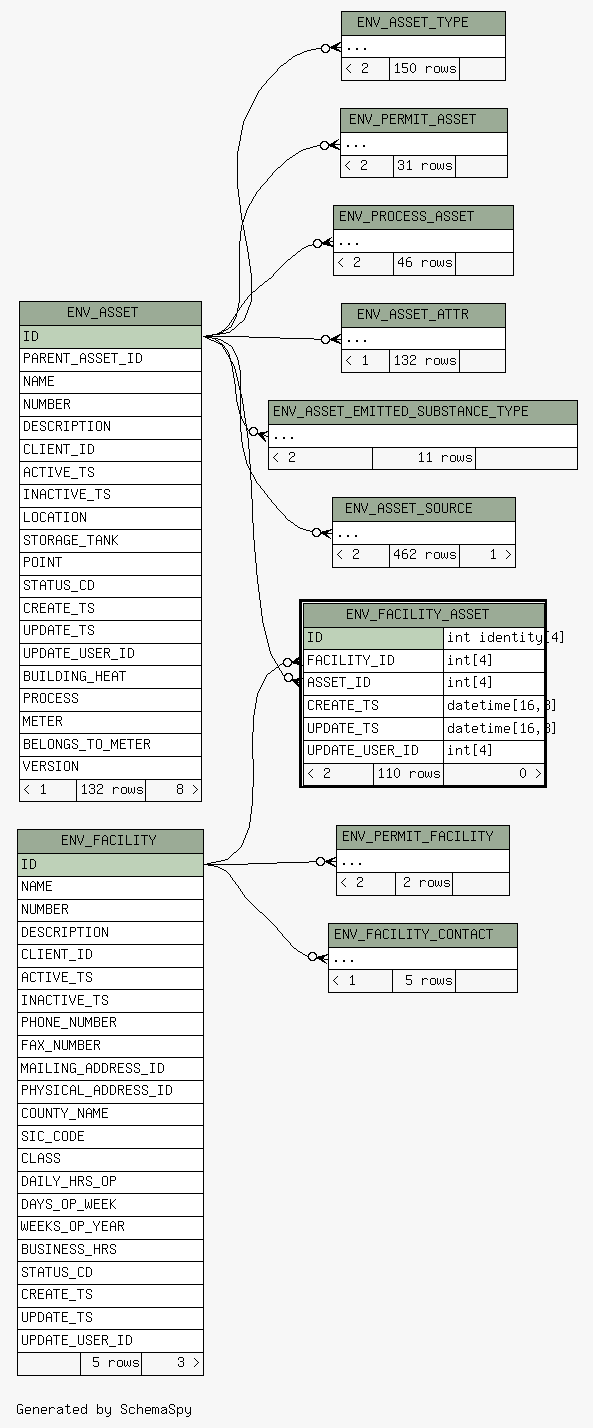 ENV_ASSET_TYPE
...
< 2 150 rows
ENV_PERMIT_ASSET
...
< 2 31 rows
ENV_PROCESS_ASSET
...
< 2 46 rows
ENV_ASSET_ATTR
...
< 1 132 rows
ENV_ASSET_EMITTED_SUBSTANCE_TYPE
...
< 2 11 rows
ENV_ASSET_SOURCE
...
< 2 462 rows 1 >
ENV_ASSET
ID
PARENT_ASSET_ID
NAME
NUMBER
DESCRIPTION
CLIENT_ID
ACTIVE_TS
INACTIVE_TS
LOCATION
STORAGE_TANK
POINT
STATUS_CD
CREATE_TS
UPDATE_TS
UPDATE_USER_ID
BUILDING_HEAT
PROCESS
METER
BELONGS_TO_METER
VERSION
< 1 132 rows 8 >
ENV_FACILITY_ASSET
ID int identity[4]
FACILITY_ID int[4]
ASSET_ID int[4]
CREATE_TS datetime[16,3]
UPDATE_TS datetime[16,3]
UPDATE_USER_ID int[4]
< 2 110 rows 0 >
ENV_FACILITY
ID
NAME
NUMBER
DESCRIPTION
CLIENT_ID
ACTIVE_TS
INACTIVE_TS
PHONE_NUMBER
FAX_NUMBER
MAILING_ADDRESS_ID
PHYSICAL_ADDRESS_ID
COUNTY_NAME
SIC_CODE
CLASS
DAILY_HRS_OP
DAYS_OP_WEEK
WEEKS_OP_YEAR
BUSINESS_HRS
STATUS_CD
CREATE_TS
UPDATE_TS
UPDATE_USER_ID
5 rows 3 >
ENV_PERMIT_FACILITY
...
< 2 2 rows
ENV_FACILITY_CONTACT
...
< 1 5 rows
Generated by SchemaSpy